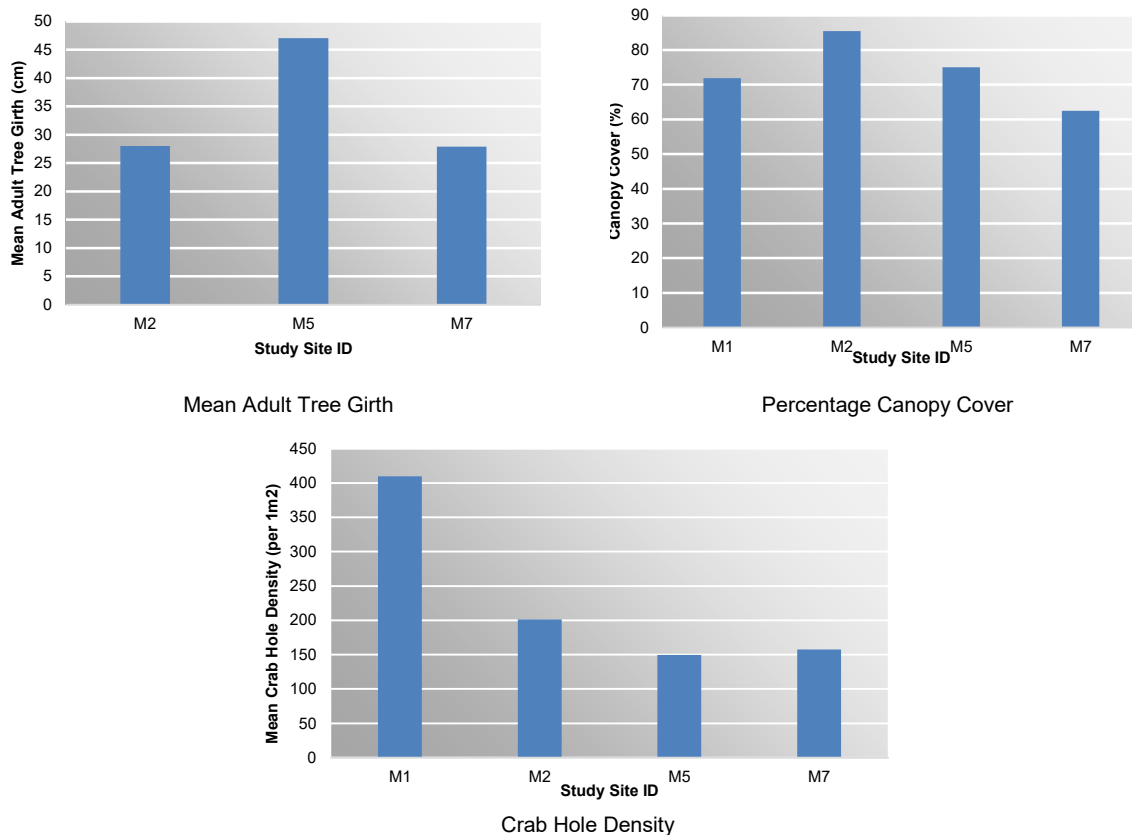 Mean Adult Tree Girth (cm)
50
45
40
35
30
25
20
15
10
5
0
M2 M5 M7
Study Site ID
Mean Adult Tree Girth
Canopy Cover (%)
90
80
70
60
50
40
30
20
10
0
M1 M2 M5 M7
Study Site ID
Percentage Canopy Cover
Mean Crab Hole Density (per 1m2)
450
400
350
300
250
200
150
100
50
0
M1 M2 M5 M7
Study Site ID
Crab Hole Density